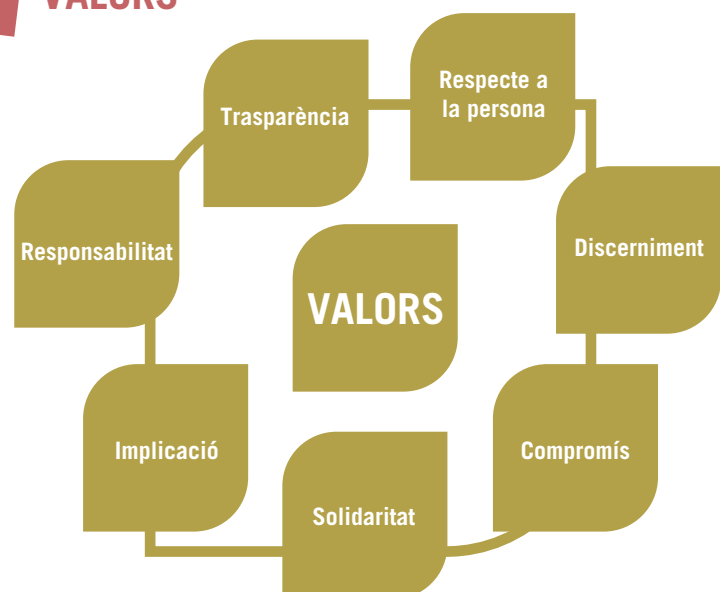 VALORS
Trasparència
Respecte a
la persona
Responsabilitat
Discerniment
VALORS
Implicació
Compromís
Solidaritat